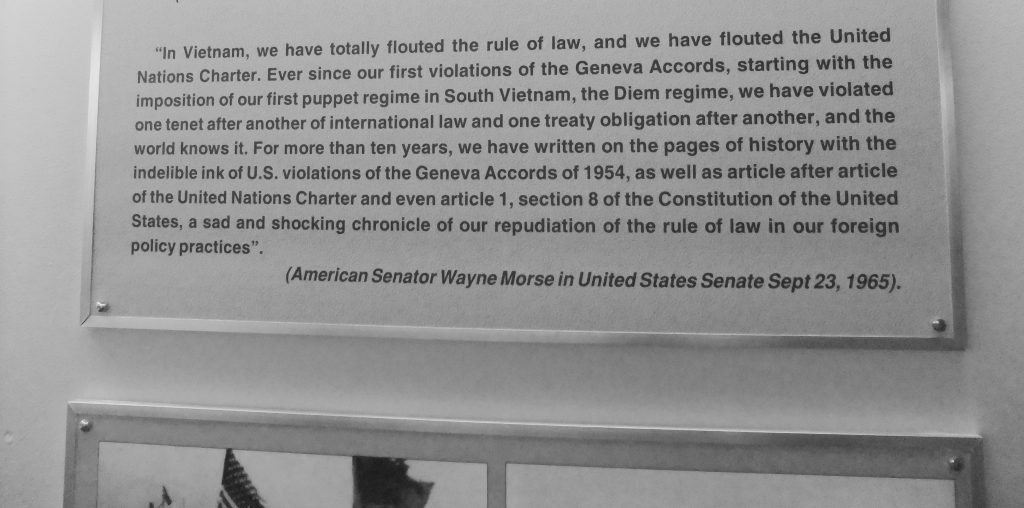 “In Vietnam, we have totally flouted the rule of law, and we have flouted the United
Nations Charter. Ever since our first violations of the Geneva Accords, starting with the
imposition of our first puppet regime in South Vietnam, the Diem regime, we have violated
one tenet after another of international law and one treaty obligation after another, and the
world knows it. For more than ten years, we have written on the pages of history with the
indelible ink of U.S. violations of the Geneva Accords of 1954, as well as article after article
of the United Nations Charter and even article 1, section 8 of the Constitution of the United
States, a sad and shocking chronicle of our repudiation of the rule of law in our foreign
policy practices”.
(American Senator Wayne Morse in United States Senate Sept 23, 1965).